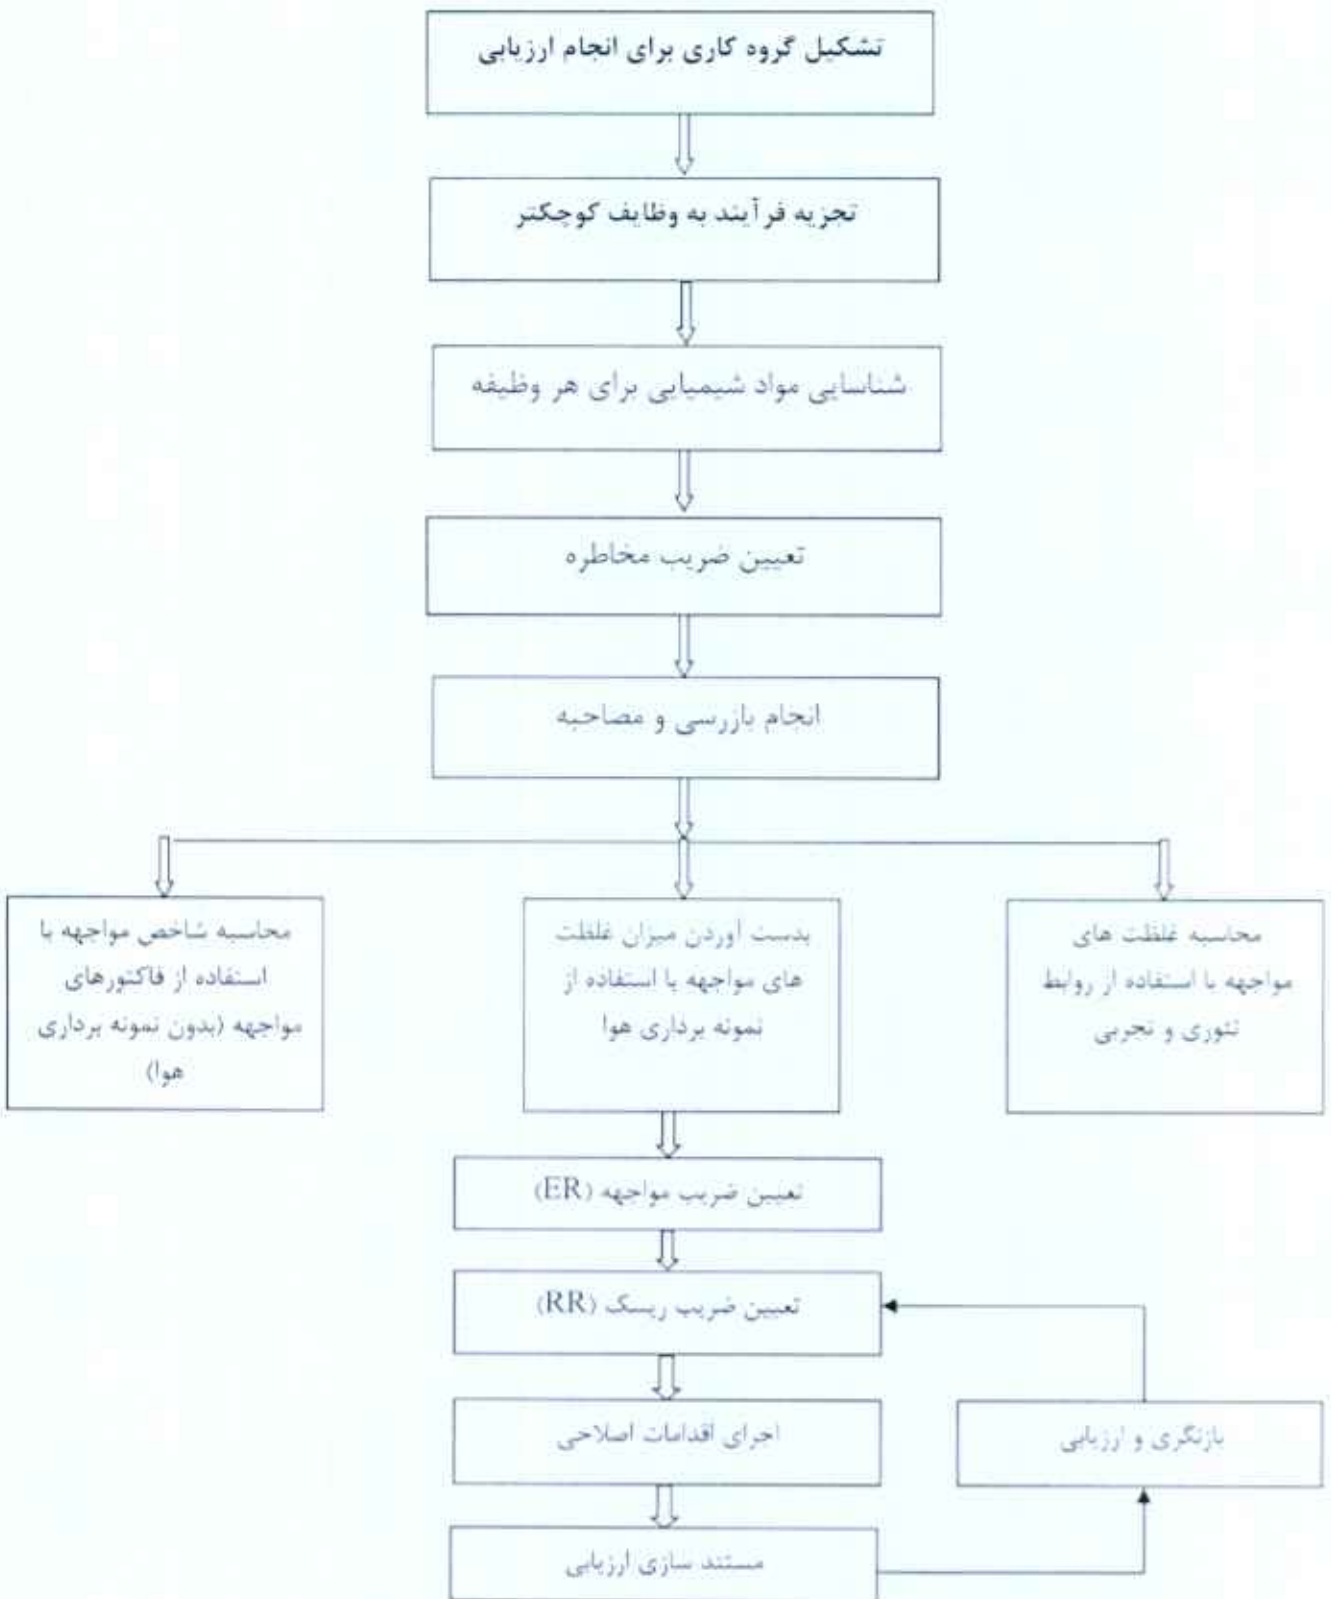 تشکیل گروه کاری برای انجام ارزیابی
تجزیه فرآیند به وظایف کوچکتر
شناسایی مواد شیمیایی برای هر وظیفه
تعیین ضریب مخاطره
انجام بازرسی و مصاحبه
محاسبه غلظت های
مواجهه با استفاده از روابط
تئوری و تجربی
بدست آوردن میزان غلظت
های مواجهه با استفاده از
نمونه برداری هوا
محاسبه شاخص مواجهه با
استفاده از فاکتورهای
مواجهه (بدون نمونه برداری
هوا)
تعیین ضریب مواجهه (ER)
تعیین ضریب ریسک (RR)
اجرای اقدامات اصلاحی
بازنگری و ارزیابی
مستند سازی ارزیابی